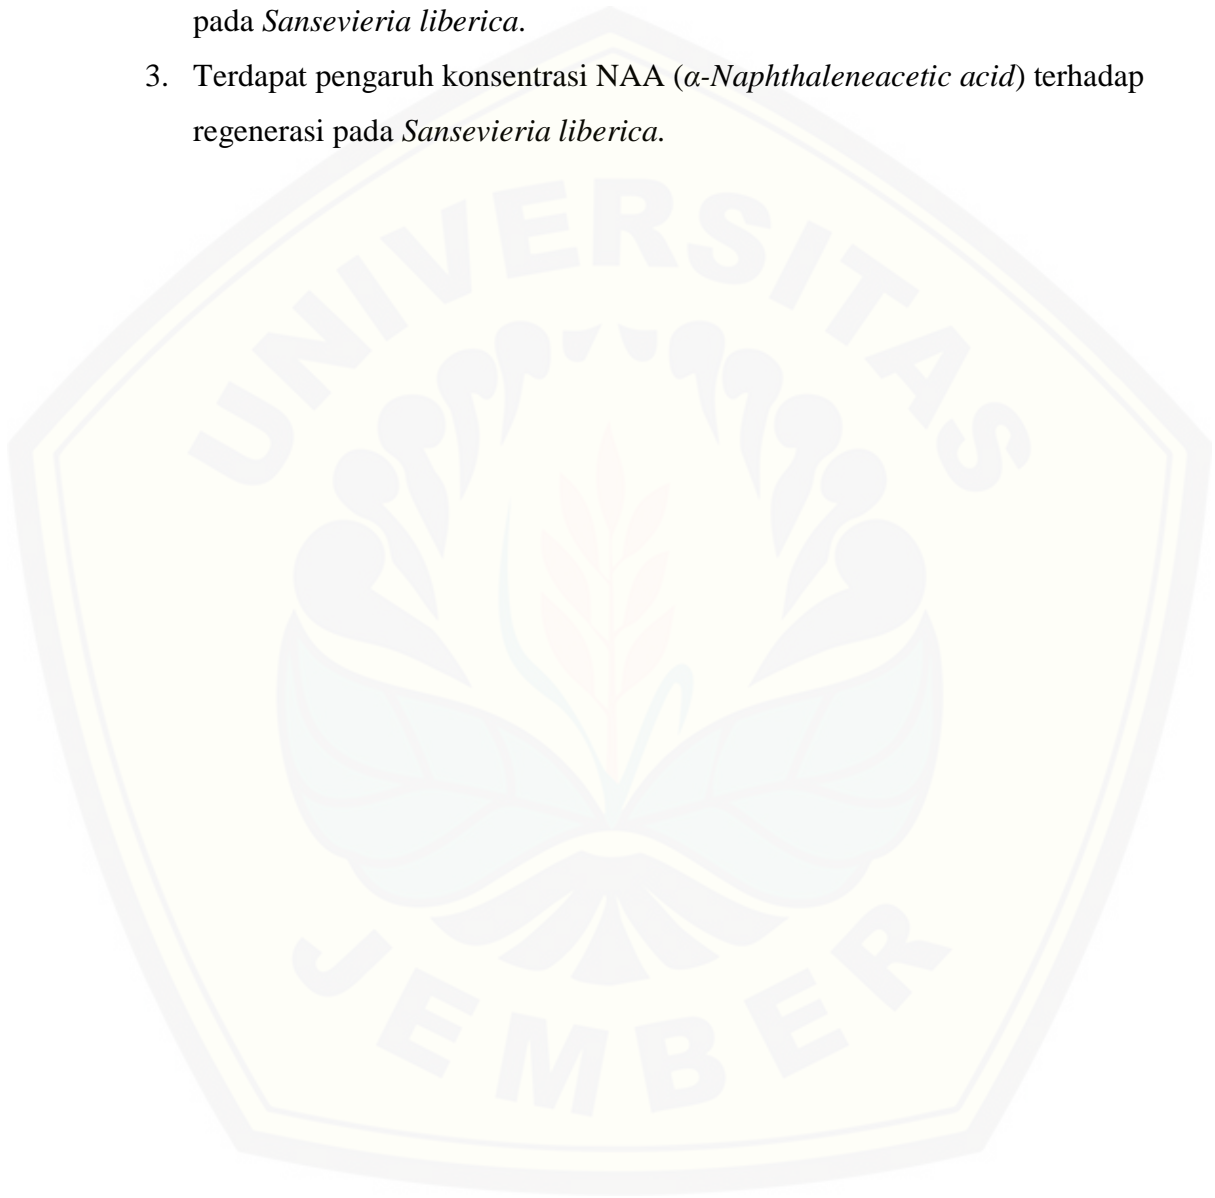 pada Sansevieria liberica.
3. Terdapat pengaruh konsentrasi NAA (α-Naphthaleneacetic acid) terhadap
regenerasi pada Sansevieria liberica.
UNIVERSITAS
JEMBER